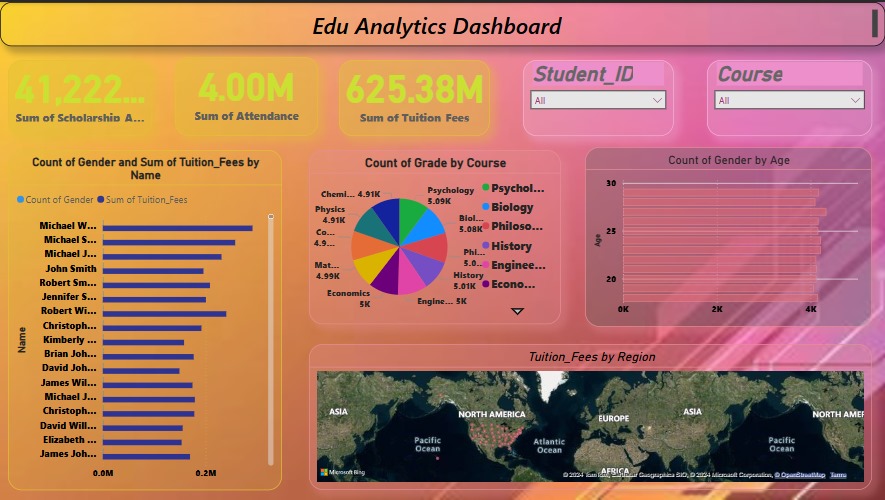 Edu Analytics Dashboard
41,222...
Sum of Scholarship A...
4.00M
Sum of Attendance
625.38M
Sum of Tuition Fees
Student_ID
All
Course
All
Count of Gender and Sum of Tuition_Fees by
Name
Count of Gender
Sum of Tuition_Fees
Name
Michael W...
Michael S...
Michael J...
John Smith
Robert Sm...
Jennifer S...
Robert Wi...
Christoph...
Kimberly ...
Brian Joh...
David Joh...
James Wil...
Michael J...
Christoph...
David Will...
Elizabeth ...
James Joh...
0.0M
0.2M
Count of Grade by Course
Psychology
5.09K
Biol...
5.08K
Phi...
5.0...
History
5.01K
Engine... 5K
Economics
5K
Mat...
4.99K
Co...
4.9...
Physics
4.91K
Chemi... 4.91K
Psychol...
Biology
Philoso...
History
Enginee...
Econo...
Count of Gender by Age
Age
30
25
20
0K
2K
4K
Tuition_Fees by Region
ASIA
NORTH AMERICA
EUROPE
ASIA
NORTH AMER
Pacific
Ocean
Atlantic
Ocean
Pacific
Ocean
AFRICA
Microsoft Bing
© 2024 Microsoft Corporation, © OpenStreetMap Terms